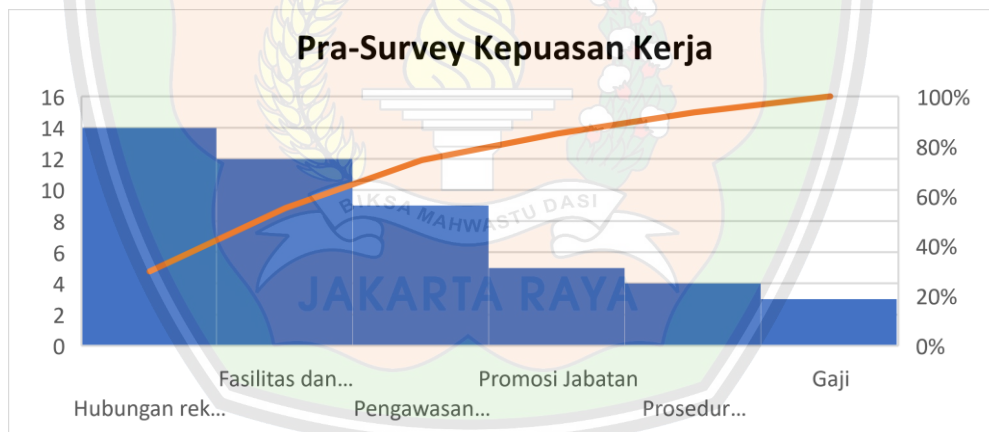 Pra-Survey Kepuasan Kerja
16
14
12
10
8
6
4
2
0
100%
80%
60%
40%
20%
0%
BIKSA MAHWASTU DASI
JAKARTA RAYA
Fasilitas dan...
Promosi Jabatan
Gaji
Hubungan rek...
Pengawasan...
Prosedur...